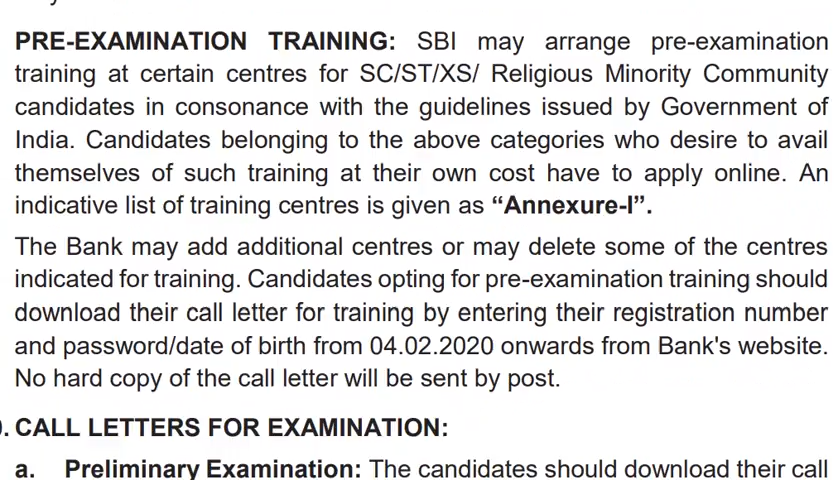 PRE-EXAMINATION TRAINING: SBI may arrange pre-examination
training at certain centres for SC/ST/XS/ Religious Minority Community
candidates in consonance with the guidelines issued by Government of
India. Candidates belonging to the above categories who desire to avail
themselves of such training at their own cost have to apply online. An
indicative list of training centres is given as “Annexure-I”.
The Bank may add additional centres or may delete some of the centres
indicated for training. Candidates opting for pre-examination training should
download their call letter for training by entering their registration number
and password/date of birth from 04.02.2020 onwards from Bank's website.
No hard copy of the call letter will be sent by post.
. CALL LETTERS FOR EXAMINATION:
a. Preliminary Examination: The candidates should download their call